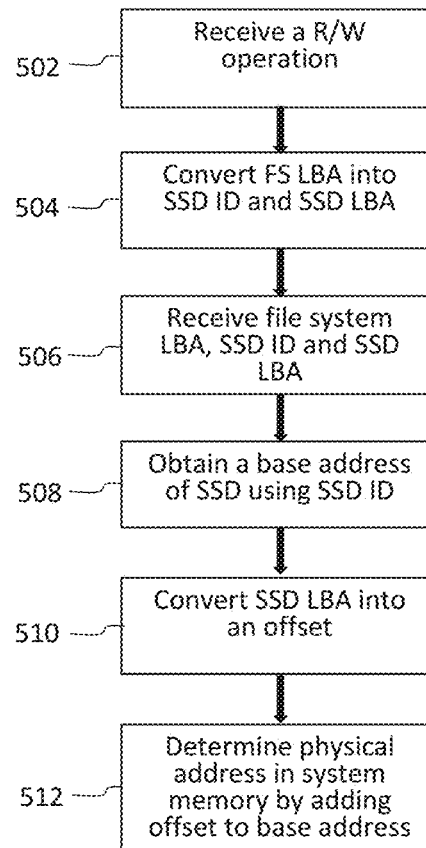 502
Receive a R/W
operation
504
Convert FS LBA into
SSD ID and SSD LBA
506
Receive file system
LBA, SSD ID and SSD
LBA
508
Obtain a base address
of SSD using SSD ID
510
Convert SSD LBA into
an offset
512
Determine physical
address in system
memory by adding
offset to base address